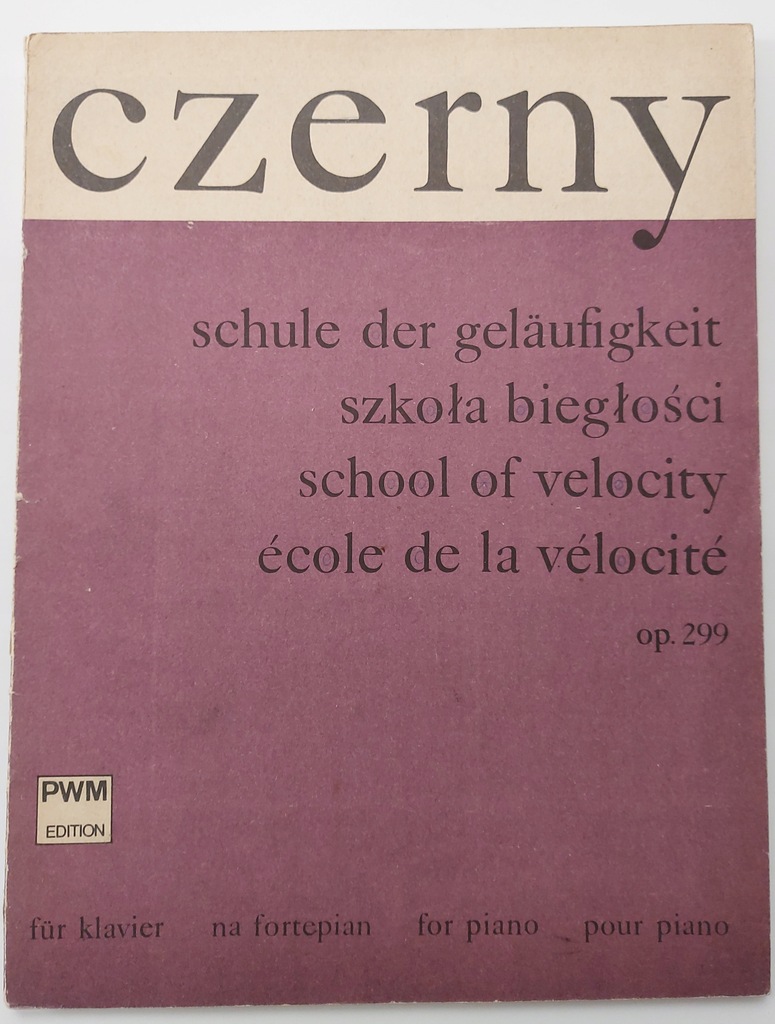 czerny
schule der geläufigkeit
szkoła biegłości
school of velocity
école de la vélocité
op. 299
PWM
EDITION
für klavier na fortepian for piano pour piano